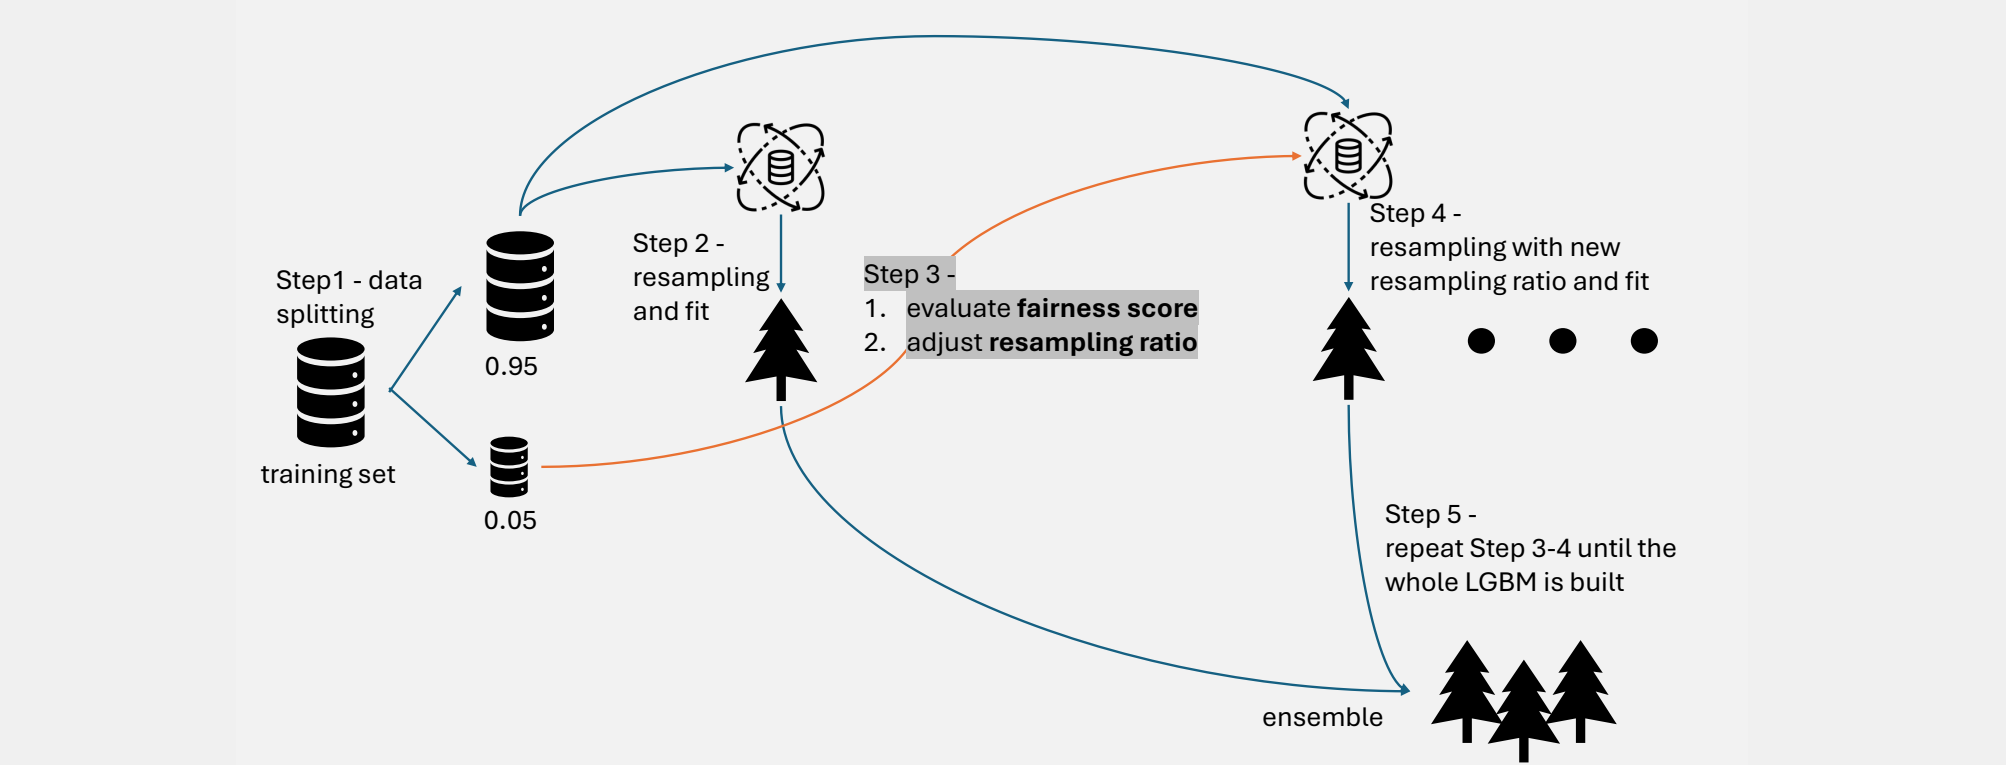 Step1 - data
splitting
training set
0.95
0.05
Step 2 -
resampling
and fit
Step 3 -
1. evaluate fairness score
2. adjust resampling ratio
Step 4 -
resampling with new
resampling ratio and fit
Step 5 -
repeat Step 3-4 until the
whole LGBM is built
ensemble